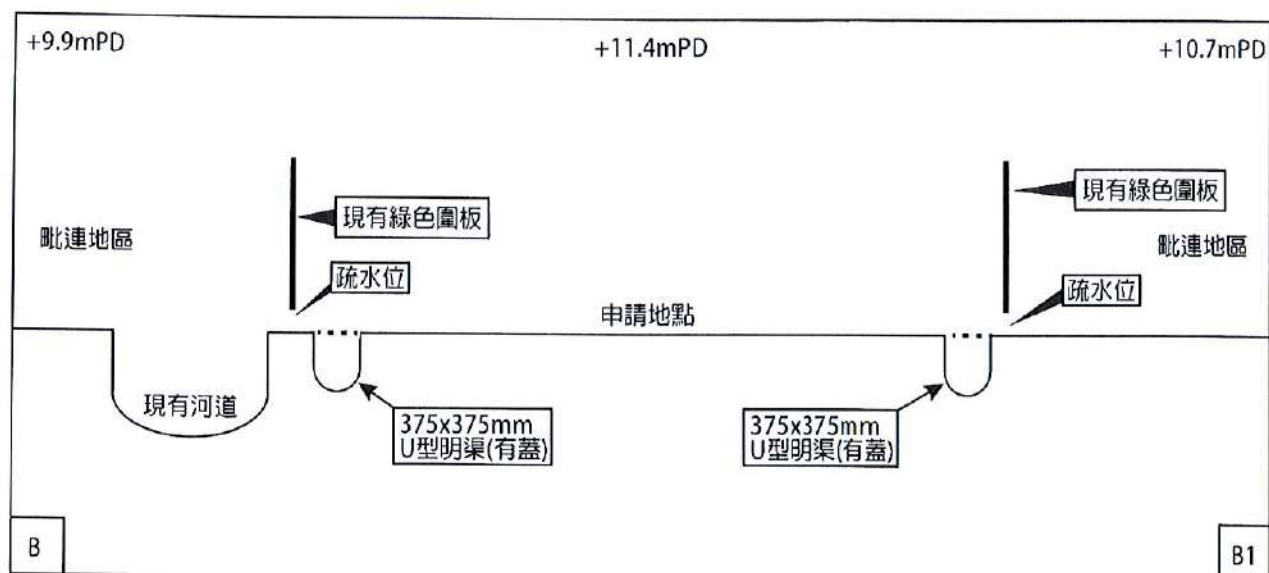 +9.9mPD
+11.4mPD
+10.7mPD
現有綠色圍板
現有綠色圍板
毗連地區
毗連地區
疏水位
疏水位
申請地點
現有河道
375x375mm
U型明渠(有蓋)
375x375mm
U型明渠(有蓋)
B
B1